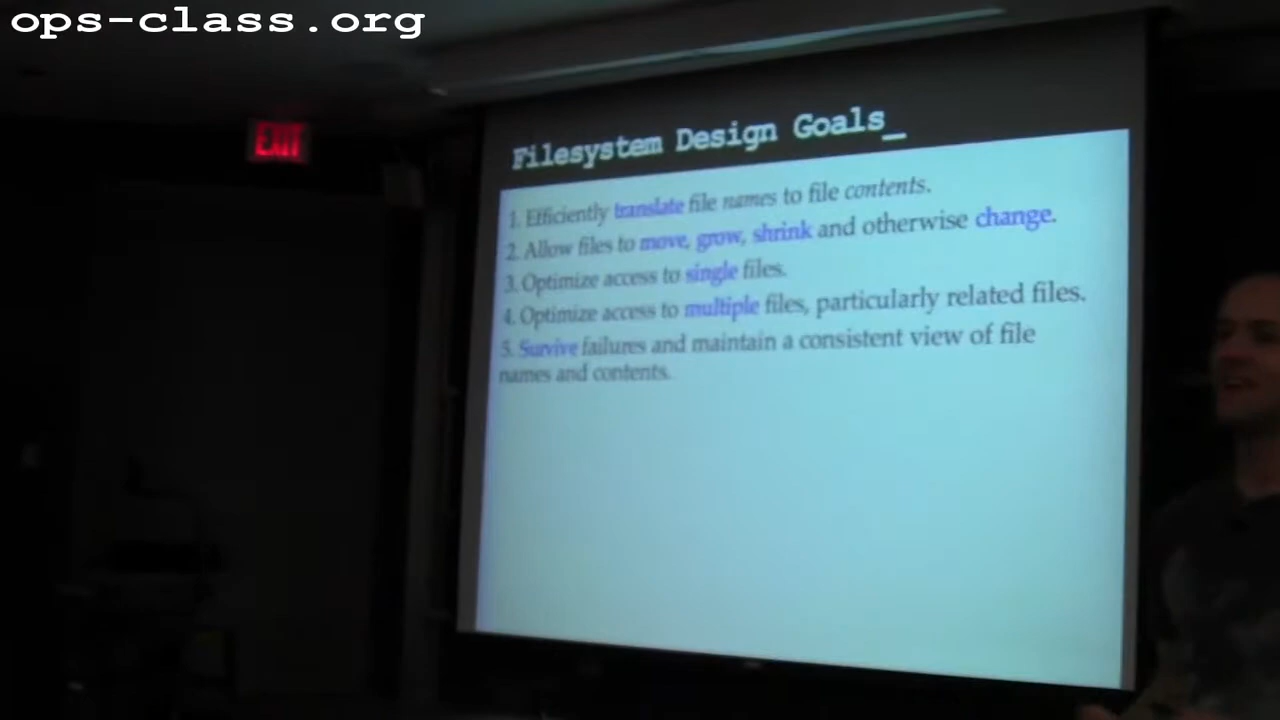 ops-class.org
EXIT
Filesystem Design Goals_
1. Efficiently translate file names to file contents.
2. Allow files to move, grow, shrink and otherwise change.
3. Optimize access to single files.
4. Optimize access to multiple files, particularly related files.
5. Survive failures and maintain a consistent view of file
names and contents.